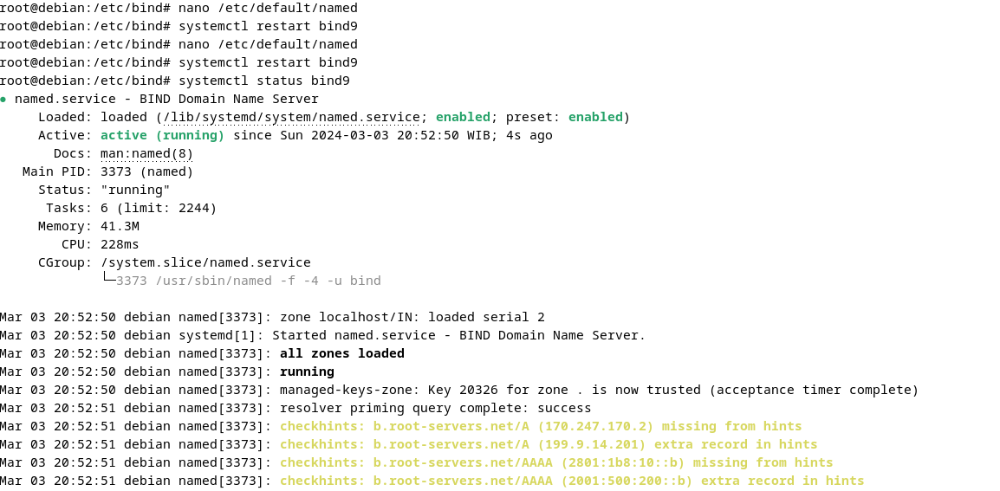 root@debian:/etc/bind# nano /etc/default/named
root@debian:/etc/bind# systemctl restart bind9
root@debian:/etc/bind# nano /etc/default/named
root@debian:/etc/bind# systemctl restart bind9
root@debian:/etc/bind# systemctl status bind9
● named.service - BIND Domain Name Server
     Loaded: loaded (/lib/systemd/system/named.service; enabled; preset: enabled)
     Active: active (running) since Sun 2024-03-03 20:52:50 WIB; 4s ago
       Docs: man:named(8)
   Main PID: 3373 (named)
     Status: "running"
      Tasks: 6 (limit: 2244)
     Memory: 41.3M
        CPU: 228ms
     CGroup: /system.slice/named.service
             └─3373 /usr/sbin/named -f -4 -u bind

Mar 03 20:52:50 debian named[3373]: zone localhost/IN: loaded serial 2
Mar 03 20:52:50 debian systemd[1]: Started named.service - BIND Domain Name Server.
Mar 03 20:52:50 debian named[3373]: all zones loaded
Mar 03 20:52:50 debian named[3373]: running
Mar 03 20:52:50 debian named[3373]: managed-keys-zone: Key 20326 for zone . is now trusted (acceptance timer complete)
Mar 03 20:52:51 debian named[3373]: resolver priming query complete: success
Mar 03 20:52:51 debian named[3373]: checkhints: b.root-servers.net/A (170.247.170.2) missing from hints
Mar 03 20:52:51 debian named[3373]: checkhints: b.root-servers.net/A (199.9.14.201) extra record in hints
Mar 03 20:52:51 debian named[3373]: checkhints: b.root-servers.net/AAAA (2801:1b8:10::b) missing from hints
Mar 03 20:52:51 debian named[3373]: checkhints: b.root-servers.net/AAAA (2001:500:200::b) extra record in hints